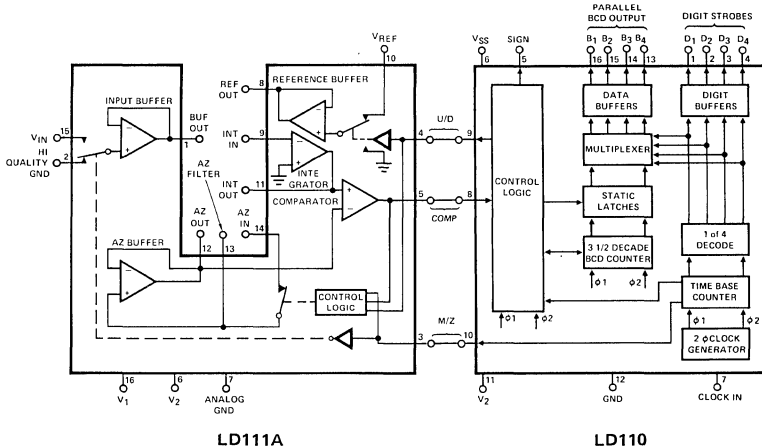 PARALLEL
BCD OUTPUT
DIGIT STROBES
VREF
10
VSS
6
SIGN
5
B1 B2 B3 B4
16 15 14 13
D1 D2 D3 D4
1 2 3 4
INPUT BUFFER
VIN
15
HI
QUALITY
GND
2
BUF
OUT
1
AZ
FILTER
13
AZ
OUT
12
AZ BUFFER
REF
OUT
8
REFERENCE BUFFER
INT
IN
9
INTE
GRATOR
INT
OUT
11
COMPARATOR
AZ
IN
14
CONTROL
LOGIC
U/D
4
9
5
8
COMP
M/Z
3
10
CONTROL
LOGIC
ϕ1 ϕ2
DATA
BUFFERS
MULTIPLEXER
STATIC
LATCHES
3 1/2 DECADE
BCD COUNTER
ϕ1 ϕ2
DIGIT
BUFFERS
1 of 4
DECODE
TIME BASE
COUNTER
ϕ1 ϕ2
2 ϕ CLOCK
GENERATOR
16
V1
6
V2
7
ANALOG
GND
11
V2
12
GND
7
CLOCK IN
LD111A
LD110